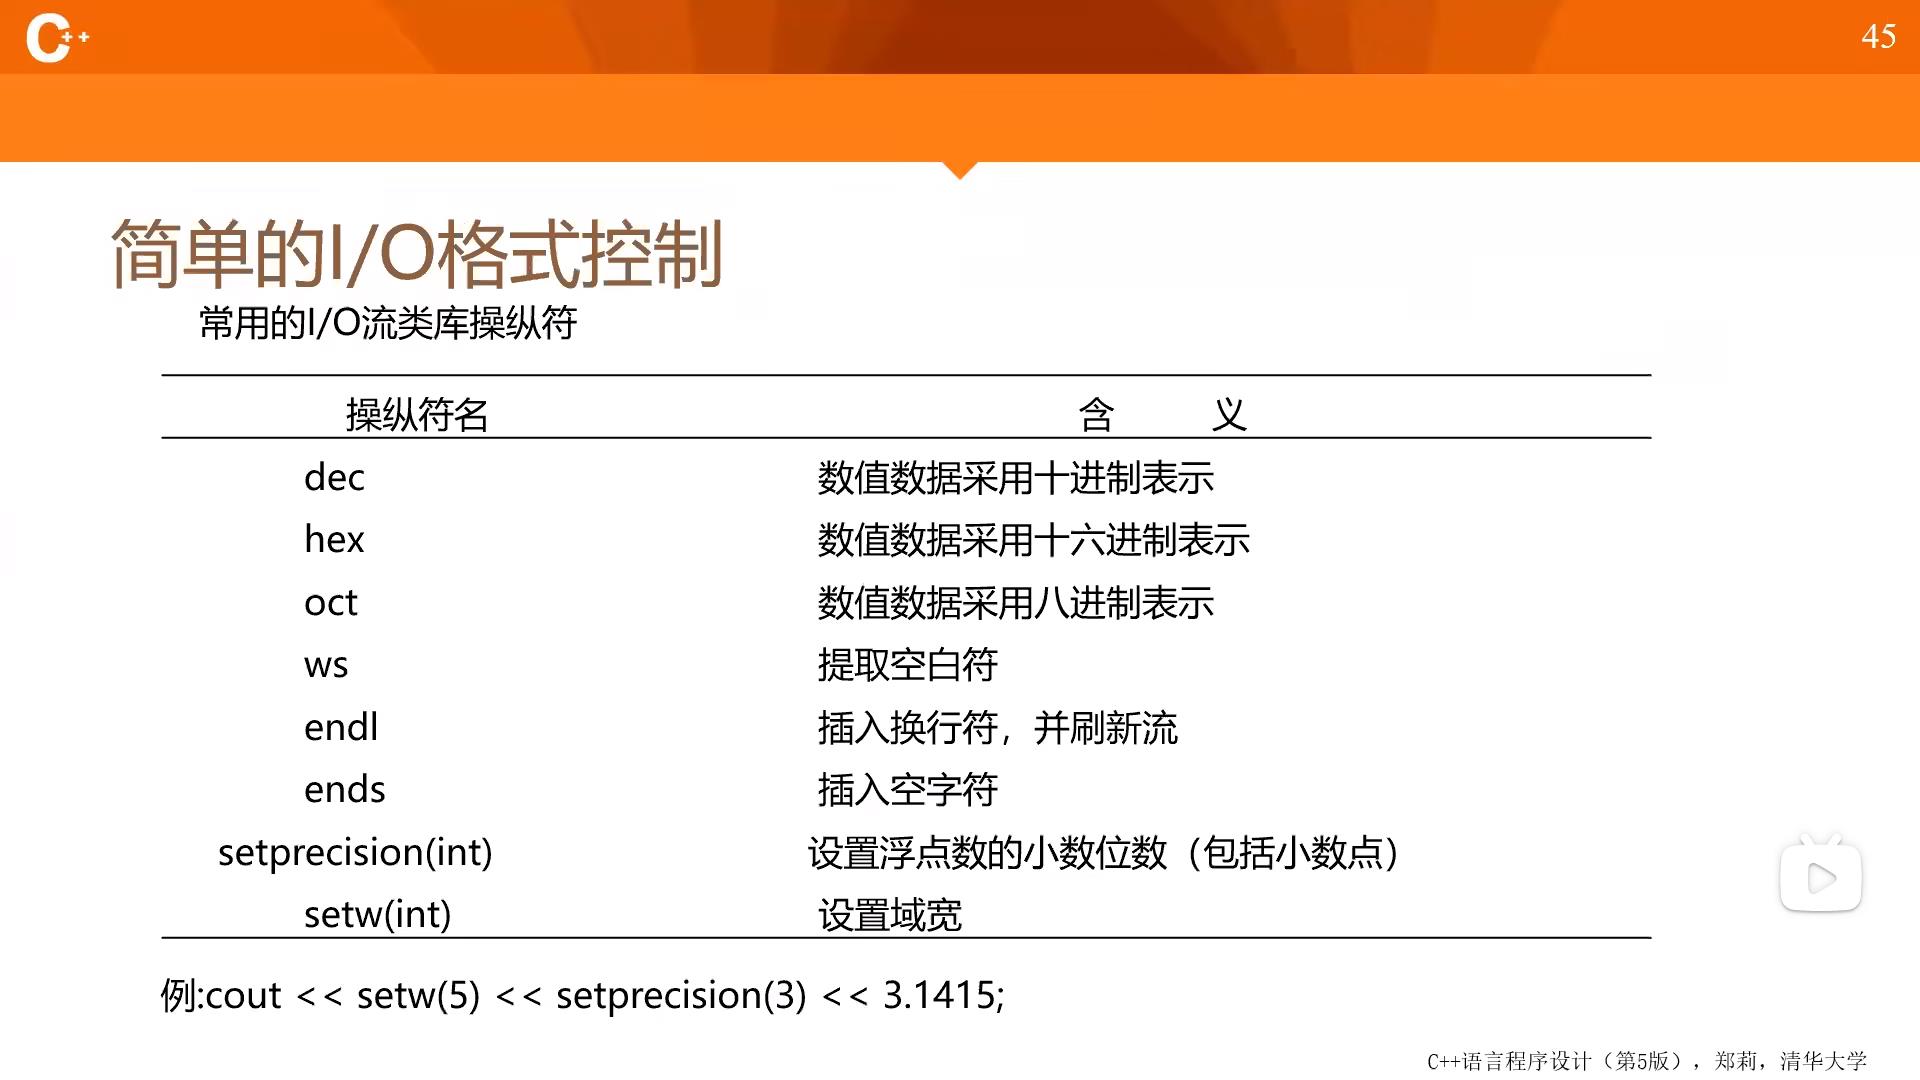 C++
45
简单的I/O格式控制
常用的I/O流类库操纵符
操纵符名 含 义
dec 数值数据采用十进制表示
hex 数值数据采用十六进制表示
oct 数值数据采用八进制表示
ws 提取空白符
endl 插入换行符，并刷新流
ends 插入空字符
setprecision(int) 设置浮点数的小数位数（包括小数点）
setw(int) 设置域宽
例:cout << setw(5) << setprecision(3) << 3.1415;
C++语言程序设计（第5版），郑莉，清华大学